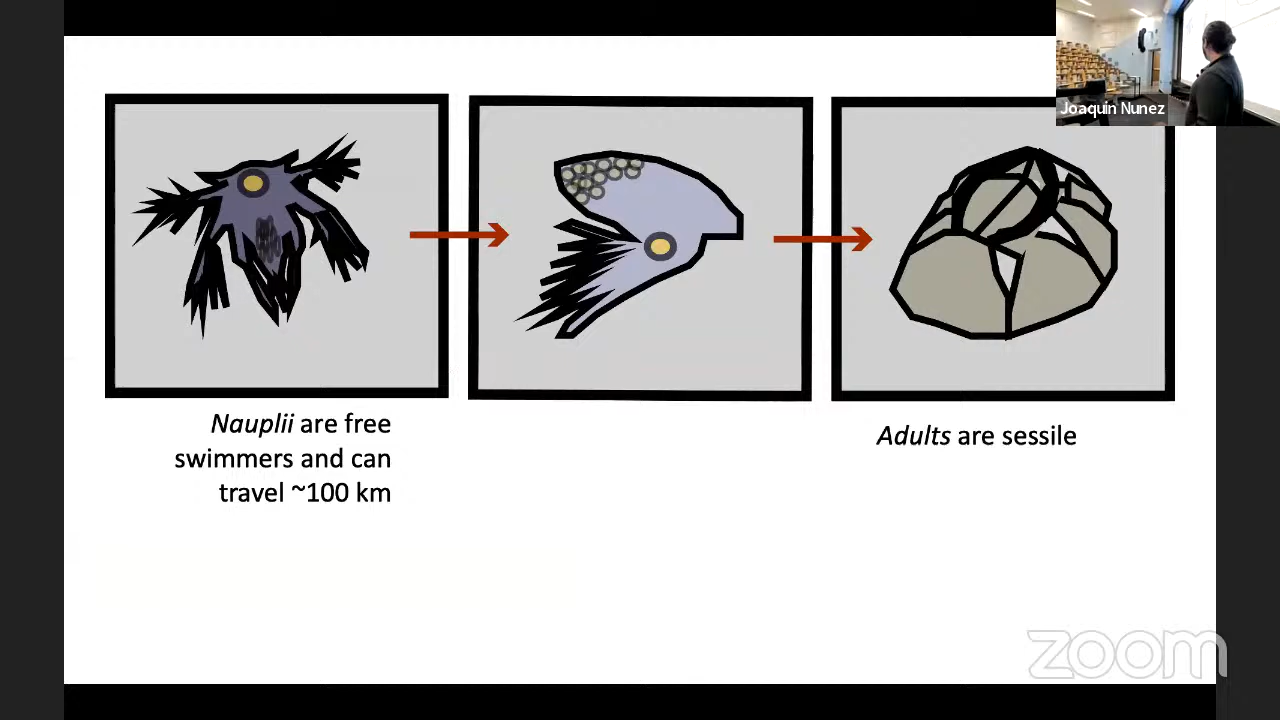 Joaquin Nunez
Nauplii are free
swimmers and can
travel ~100 km
Adults are sessile
zoom